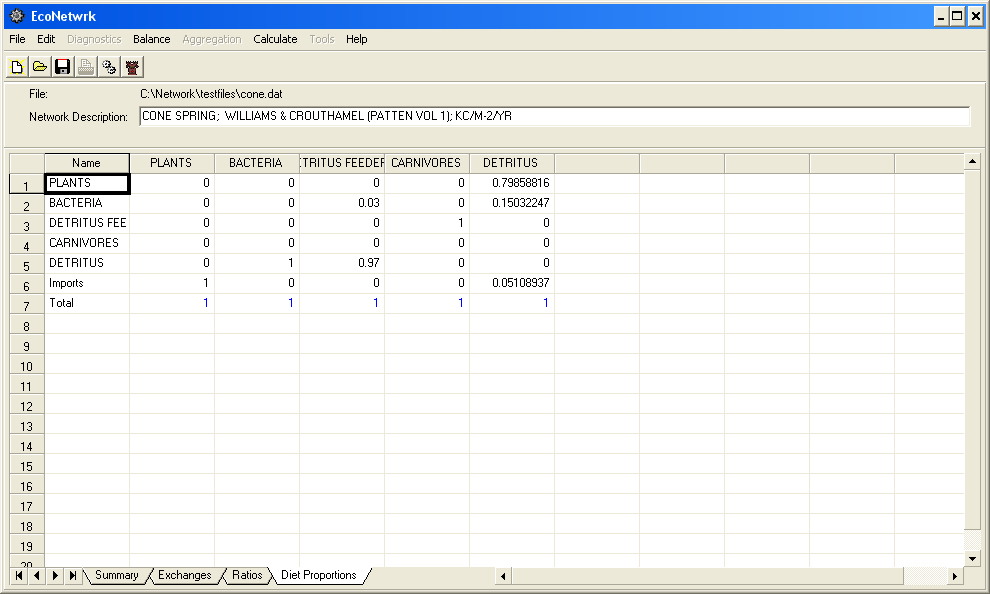 EcoNetwrk
File Edit Diagnostics Balance Aggregation Calculate Tools Help
File: C:\Network\testfiles\cone.dat
Network Description: CONE SPRING; WILLIAMS & CROUTHAMEL (PATTEN VOL 1); KC/M-2/YR
Name PLANTS BACTERIA TRITUS FEEDER CARNIVORES DETRITUS
1 PLANTS 0 0 0 0 0.79858816
2 BACTERIA 0 0 0.03 0 0.15032247
3 DETRITUS FEE 0 0 0 1 0
4 CARNIVORES 0 0 0 0 0
5 DETRITUS 0 1 0.97 0 0
6 Imports 1 0 0 0 0.05108937
7 Total 1 1 1 1 1
8
9
10
11
12
13
14
15
16
17
18
19
20
Summary Exchanges Ratios Diet Proportions